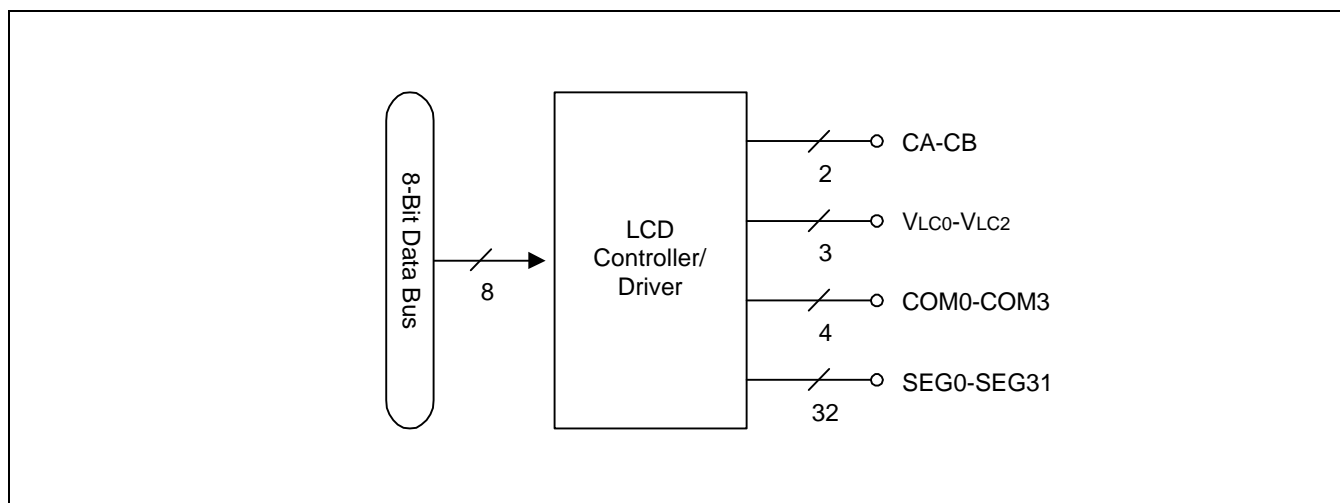 8-Bit Data Bus
8
LCD
Controller/
Driver
CA-CB
2
VLC0-VLC2
3
COM0-COM3
4
SEG0-SEG31
32